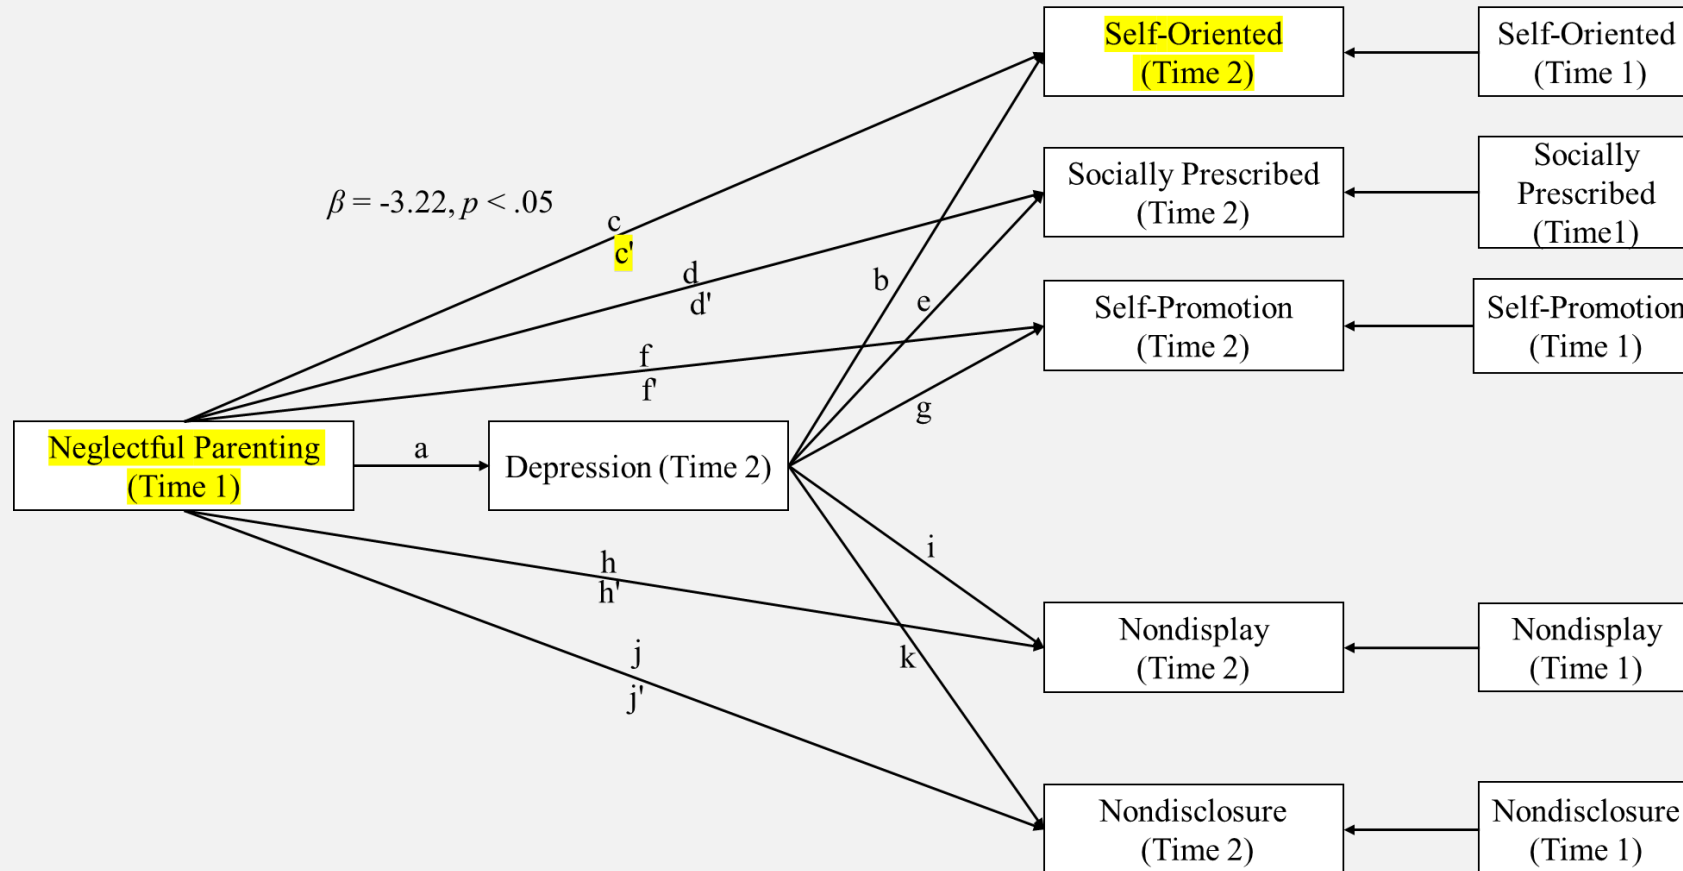 Self-Oriented
(Time 2)
Self-Oriented
(Time 1)
Socially Prescribed
(Time 2)
Socially
Prescribed
(Time1)
β = -3.22, p < .05
c
c'
d
d'
b
e
Self-Promotion
(Time 2)
Self-Promotion
(Time 1)
f
f'
g
Neglectful Parenting
(Time 1)
a
Depression (Time 2)
h
h'
i
j
j'
k
Nondisplay
(Time 2)
Nondisplay
(Time 1)
Nondisclosure
(Time 2)
Nondisclosure
(Time 1)